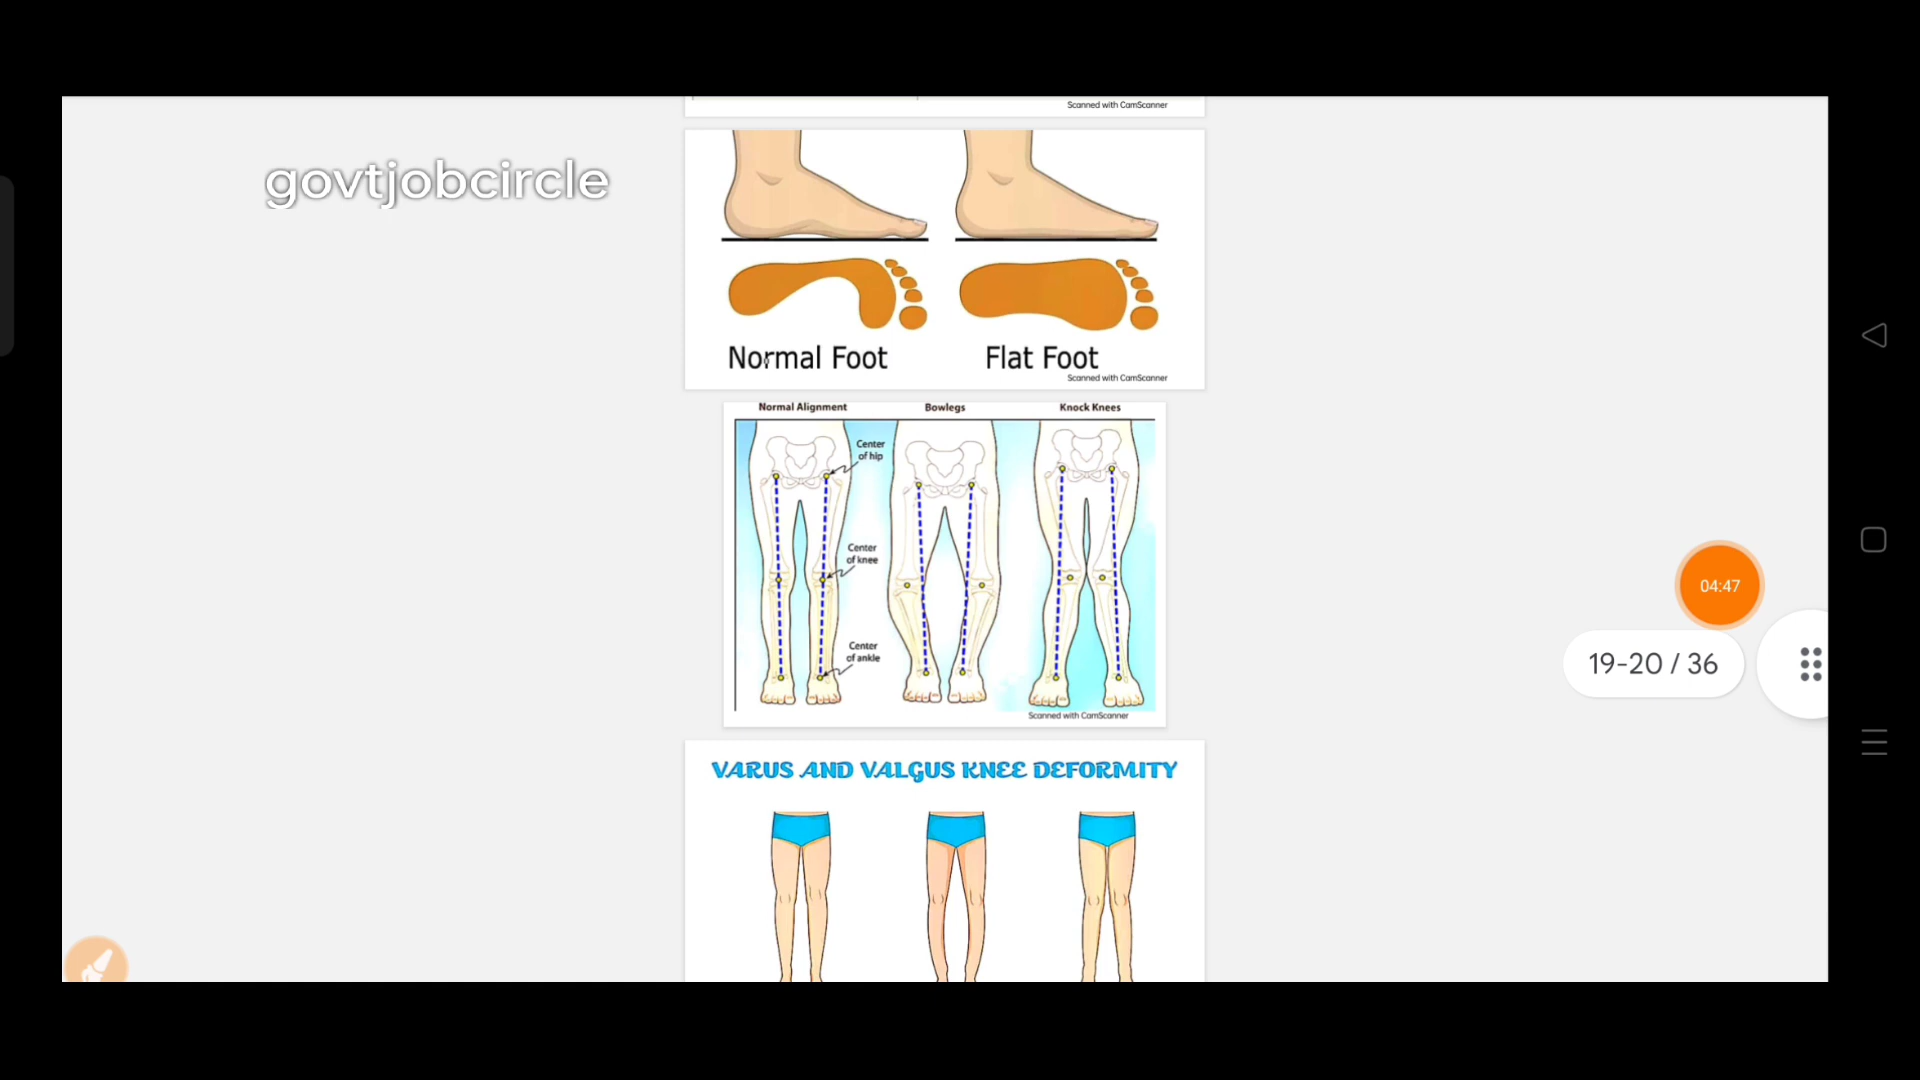 Scanned with CamScanner
govtjobcircle
Normal Foot
Flat Foot
Scanned with CamScanner
Normal Alignment
Bowlegs
Knock Knees
Center
of hip
Center
of knee
Center
of ankle
Scanned with CamScanner
04:47
19-20 / 36
VARUS AND VALGUS KNEE DEFORMITY